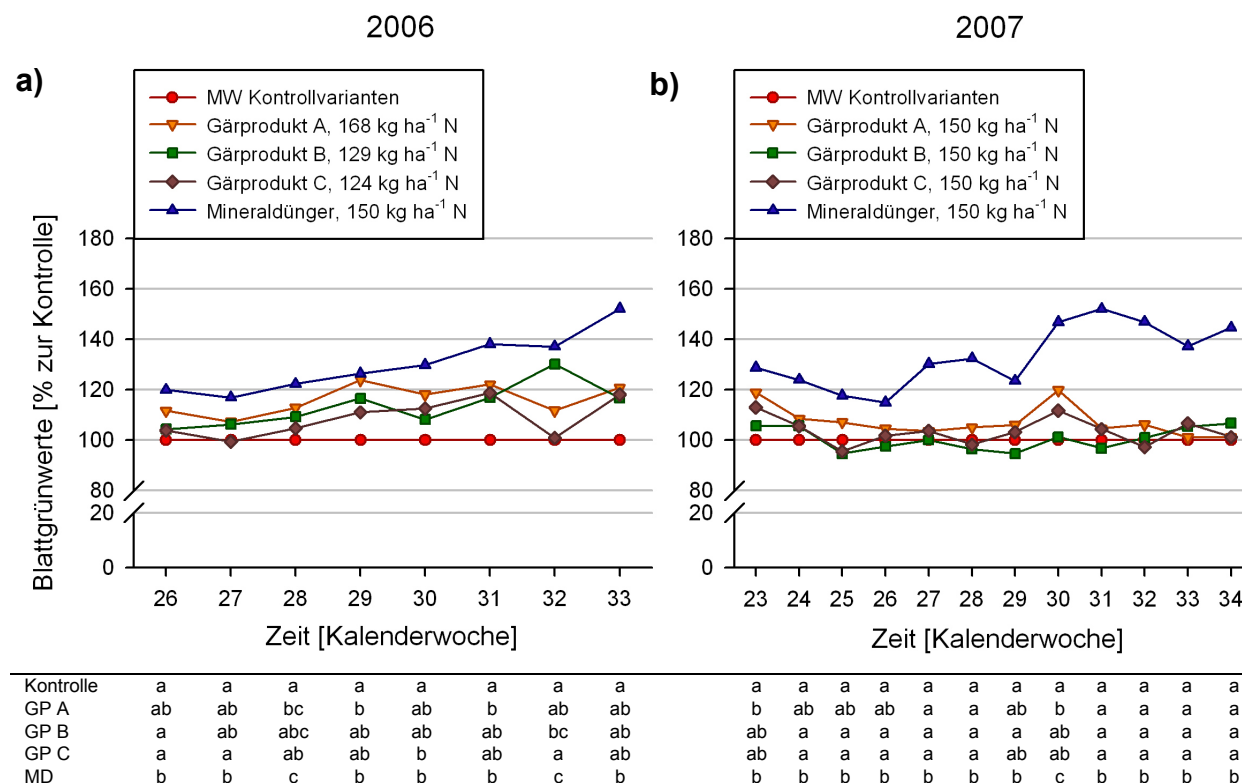 2006
2007
a)
MW Kontrollvarianten
Gärprodukt A, 168 kg ha⁻¹ N
Gärprodukt B, 129 kg ha⁻¹ N
Gärprodukt C, 124 kg ha⁻¹ N
Mineraldünger, 150 kg ha⁻¹ N
b)
MW Kontrollvarianten
Gärprodukt A, 150 kg ha⁻¹ N
Gärprodukt B, 150 kg ha⁻¹ N
Gärprodukt C, 150 kg ha⁻¹ N
Mineraldünger, 150 kg ha⁻¹ N
Blattgrünwerte [% zur Kontrolle]
180
160
140
120
100
80
20
0
26 27 28 29 30 31 32 33
Zeit [Kalenderwoche]
180
160
140
120
100
80
20
0
23 24 25 26 27 28 29 30 31 32 33 34
Zeit [Kalenderwoche]
Kontrolle a a a a a a a a a a a a a a a a a a a a
GP A ab ab bc b ab b ab ab b ab ab ab a a ab b a a a a
GP B a ab abc ab ab ab bc ab ab a a a a a a ab a a a a
GP C a a ab ab b ab a ab ab a a a a a ab ab a a a a
MD b b c b b b c b b b b b b b b c b b b b